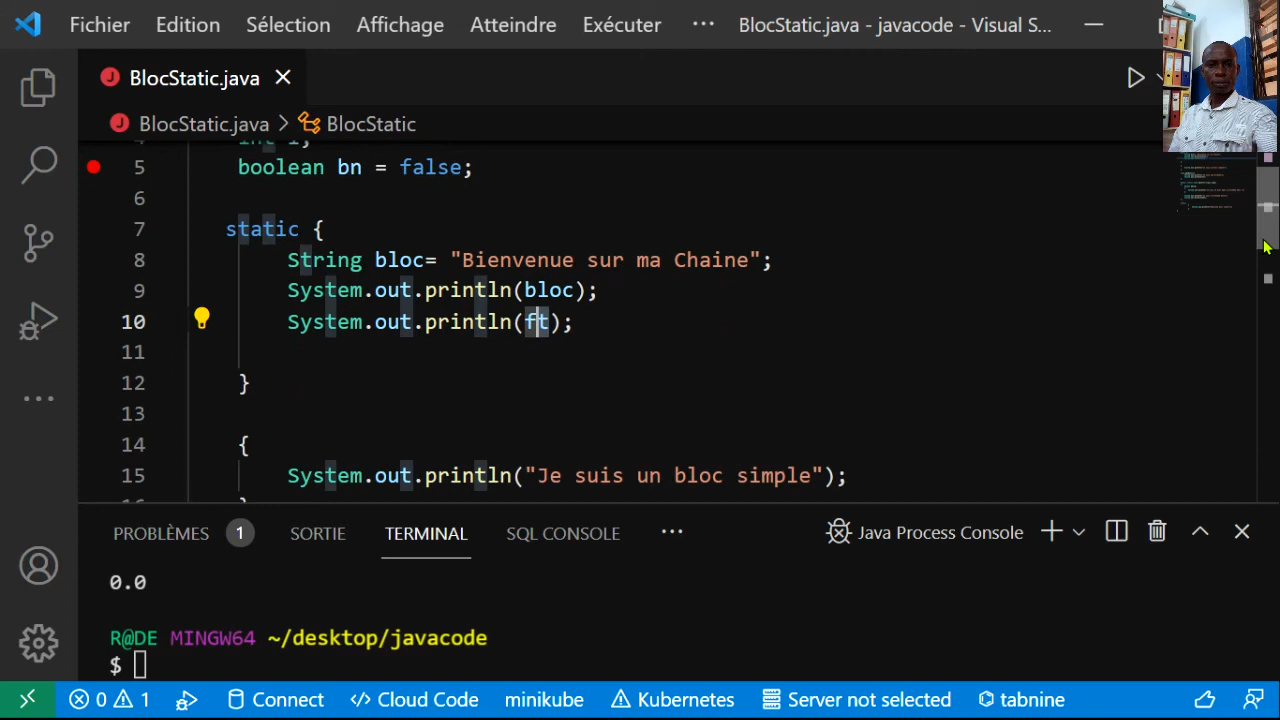 Fichier Édition Sélection Affichage Atteindre Exécuter ··· BlocStatic.java - javacode - Visual S...
BlocStatic.java
BlocStatic.java > BlocStatic
5 boolean bn = false;
6
7 static {
8 String bloc= "Bienvenue sur ma Chaine";
9 System.out.println(bloc);
10 System.out.println(ft);
11
12 }
13
14 {
15 System.out.println("Je suis un bloc simple");
PROBLÈMES 1 SORTIE TERMINAL SQL CONSOLE ··· Java Process Console
0.0
R@DE MINGW64 ~/desktop/javacode
$
0 1 Connect Cloud Code minikube Kubernetes Server not selected tabnine